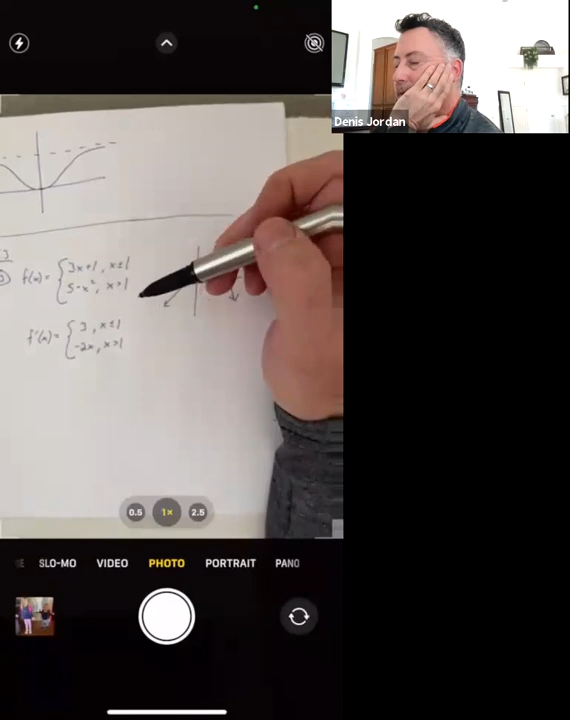 Denis Jordan
3
f(x) = { 3x+1, x≤1
5-x², x>1
f'(x) = { 3, x≤1
-2x, x>1
0.5 1× 2.5
SLO-MO VIDEO PHOTO PORTRAIT PANO